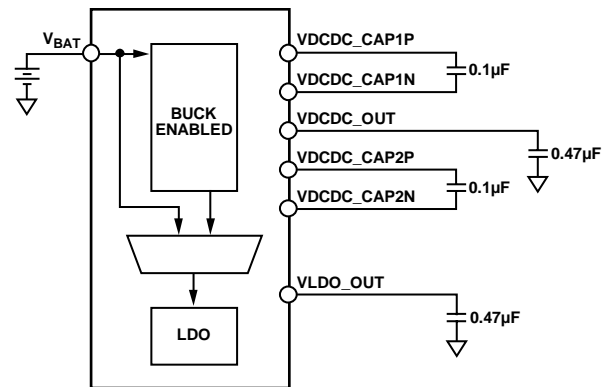 VBAT
VDCDC_CAP1P
0.1µF
VDCDC_CAP1N
BUCK
ENABLED
VDCDC_OUT
0.47µF
VDCDC_CAP2P
0.1µF
VDCDC_CAP2N
VLDO_OUT
0.47µF
LDO